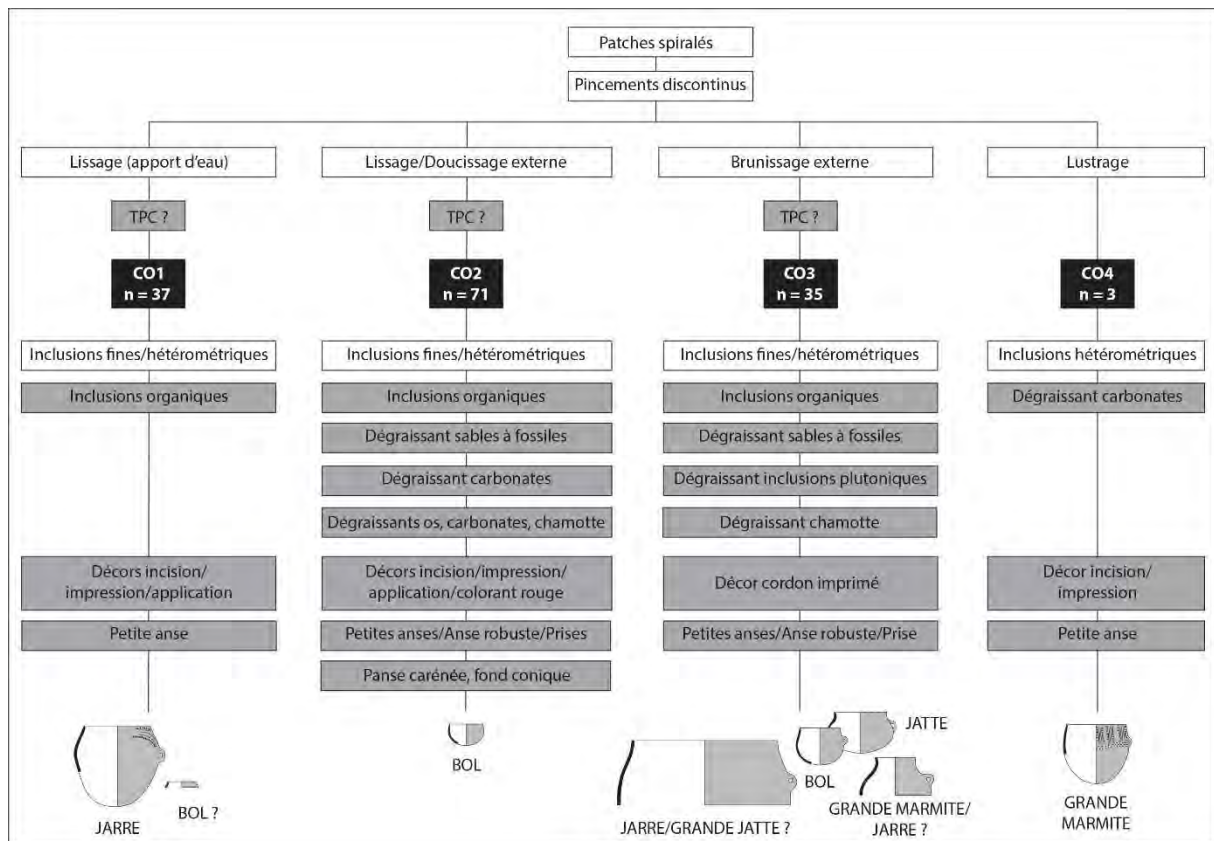 Patches spiralés
Pincements discontinus
Lissage (apport d'eau)
Lissage/Doucissage externe
Brunissage externe
Lustrage
TPC ?
TPC ?
TPC ?
CO1
n = 37
CO2
n = 71
CO3
n = 35
CO4
n = 3
Inclusions fines/hétérométriques
Inclusions fines/hétérométriques
Inclusions fines/hétérométriques
Inclusions hétérométriques
Inclusions organiques
Inclusions organiques
Inclusions organiques
Dégraissant carbonates
Dégraissant sables à fossiles
Dégraissant sables à fossiles
Dégraissant carbonates
Dégraissant inclusions plutoniques
Dégraissants os, carbonates, chamotte
Dégraissant chamotte
Décors incision/
impression/application
Décors incision/impression/
application/colorant rouge
Décor cordon imprimé
Décor incision/
impression
Petite anse
Petites anses/Anse robuste/Prises
Petites anses/Anse robuste/Prise
Petite anse
Panse carénée, fond conique
JARRE
BOL ?
BOL
JARRE/GRANDE JATTE ?
BOL
JATTE
GRANDE MARMITE/
JARRE ?
GRANDE
MARMITE